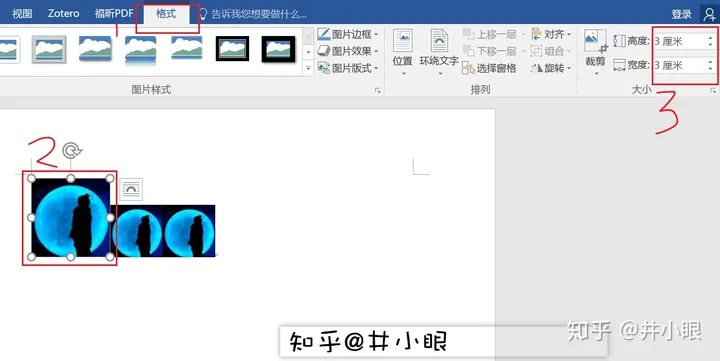 视图 Zotero 福昕PDF 格式 告诉我您想要做什么... 登录
1
图片边框 上移一层 对齐 高度: 3 厘米
图片效果 位置 环绕文字 下移一层 组合 裁剪 宽度: 3 厘米
图片版式 选择窗格 旋转
图片样式 排列 大小
3
2
知乎@井小眼
知乎 @井小眼